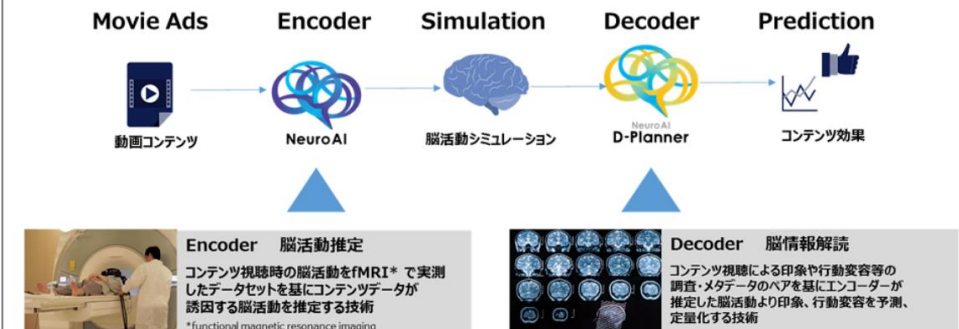 Movie Ads Encoder Simulation Decoder Prediction
動画コンテンツ
NeuroAI
脳活動シミュレーション
NeuroAI
D-Planner
コンテンツ効果
Encoder 脳活動推定
コンテンツ視聴時の脳活動をfMRI* で実測
したデータセットを基にコンテンツデータが
誘因する脳活動を推定する技術
*functional magnetic resonance imaging
Decoder 脳情報解読
コンテンツ視聴による印象や行動変容等の
調査・メタデータのペアを基にエンコーダーが
推定した脳活動より印象、行動変容を予測、
定量化する技術